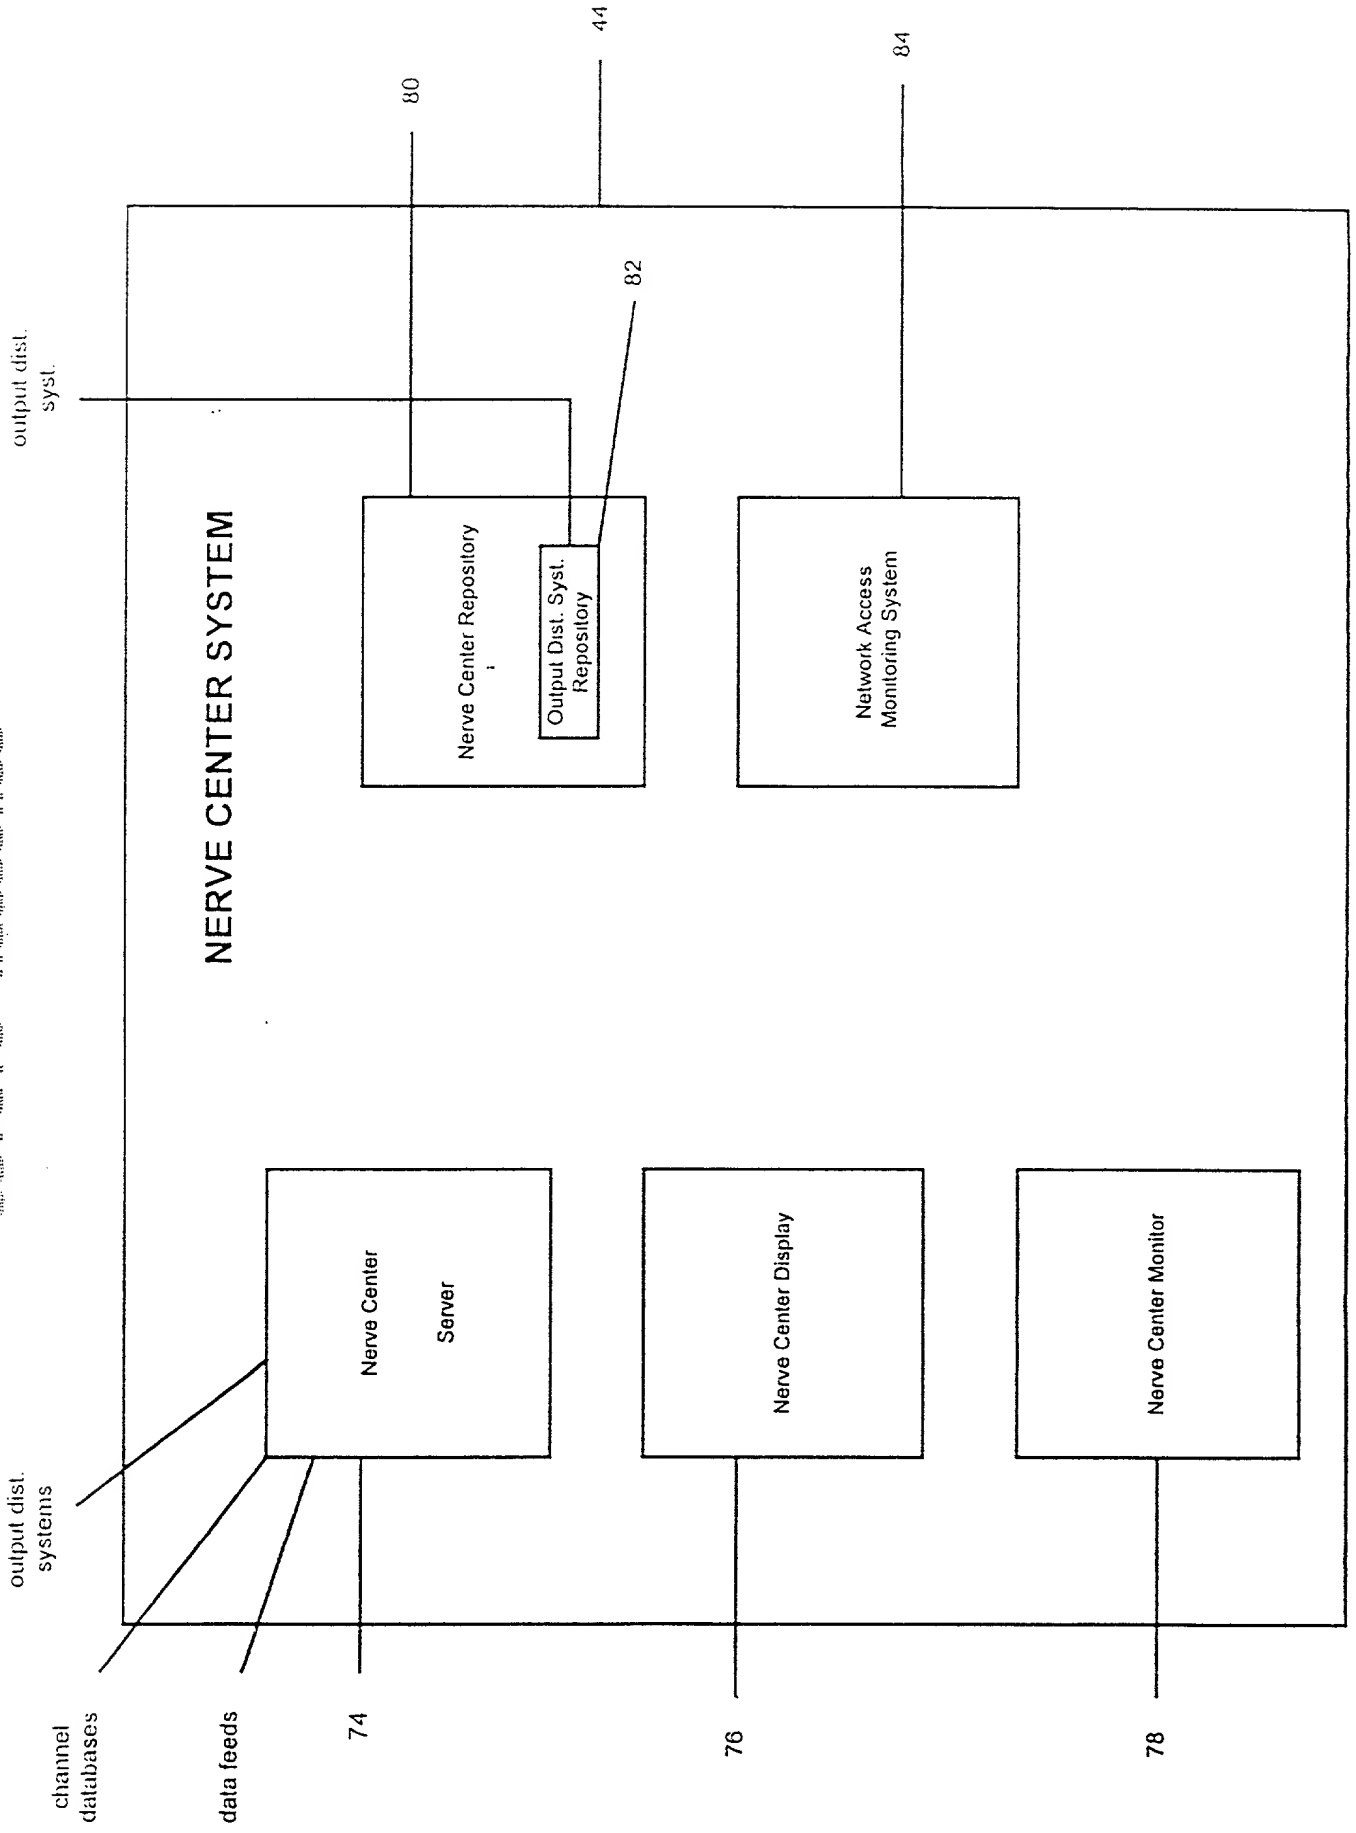 output dist.
systems
output dist.
syst.
channel
databases
data feeds
NERVE CENTER SYSTEM
74
Nerve Center
Server
Nerve Center Repository
Output Dist. Syst.
Repository
80
82
44
76
Nerve Center Display
Network Access
Monitoring System
84
78
Nerve Center Monitor